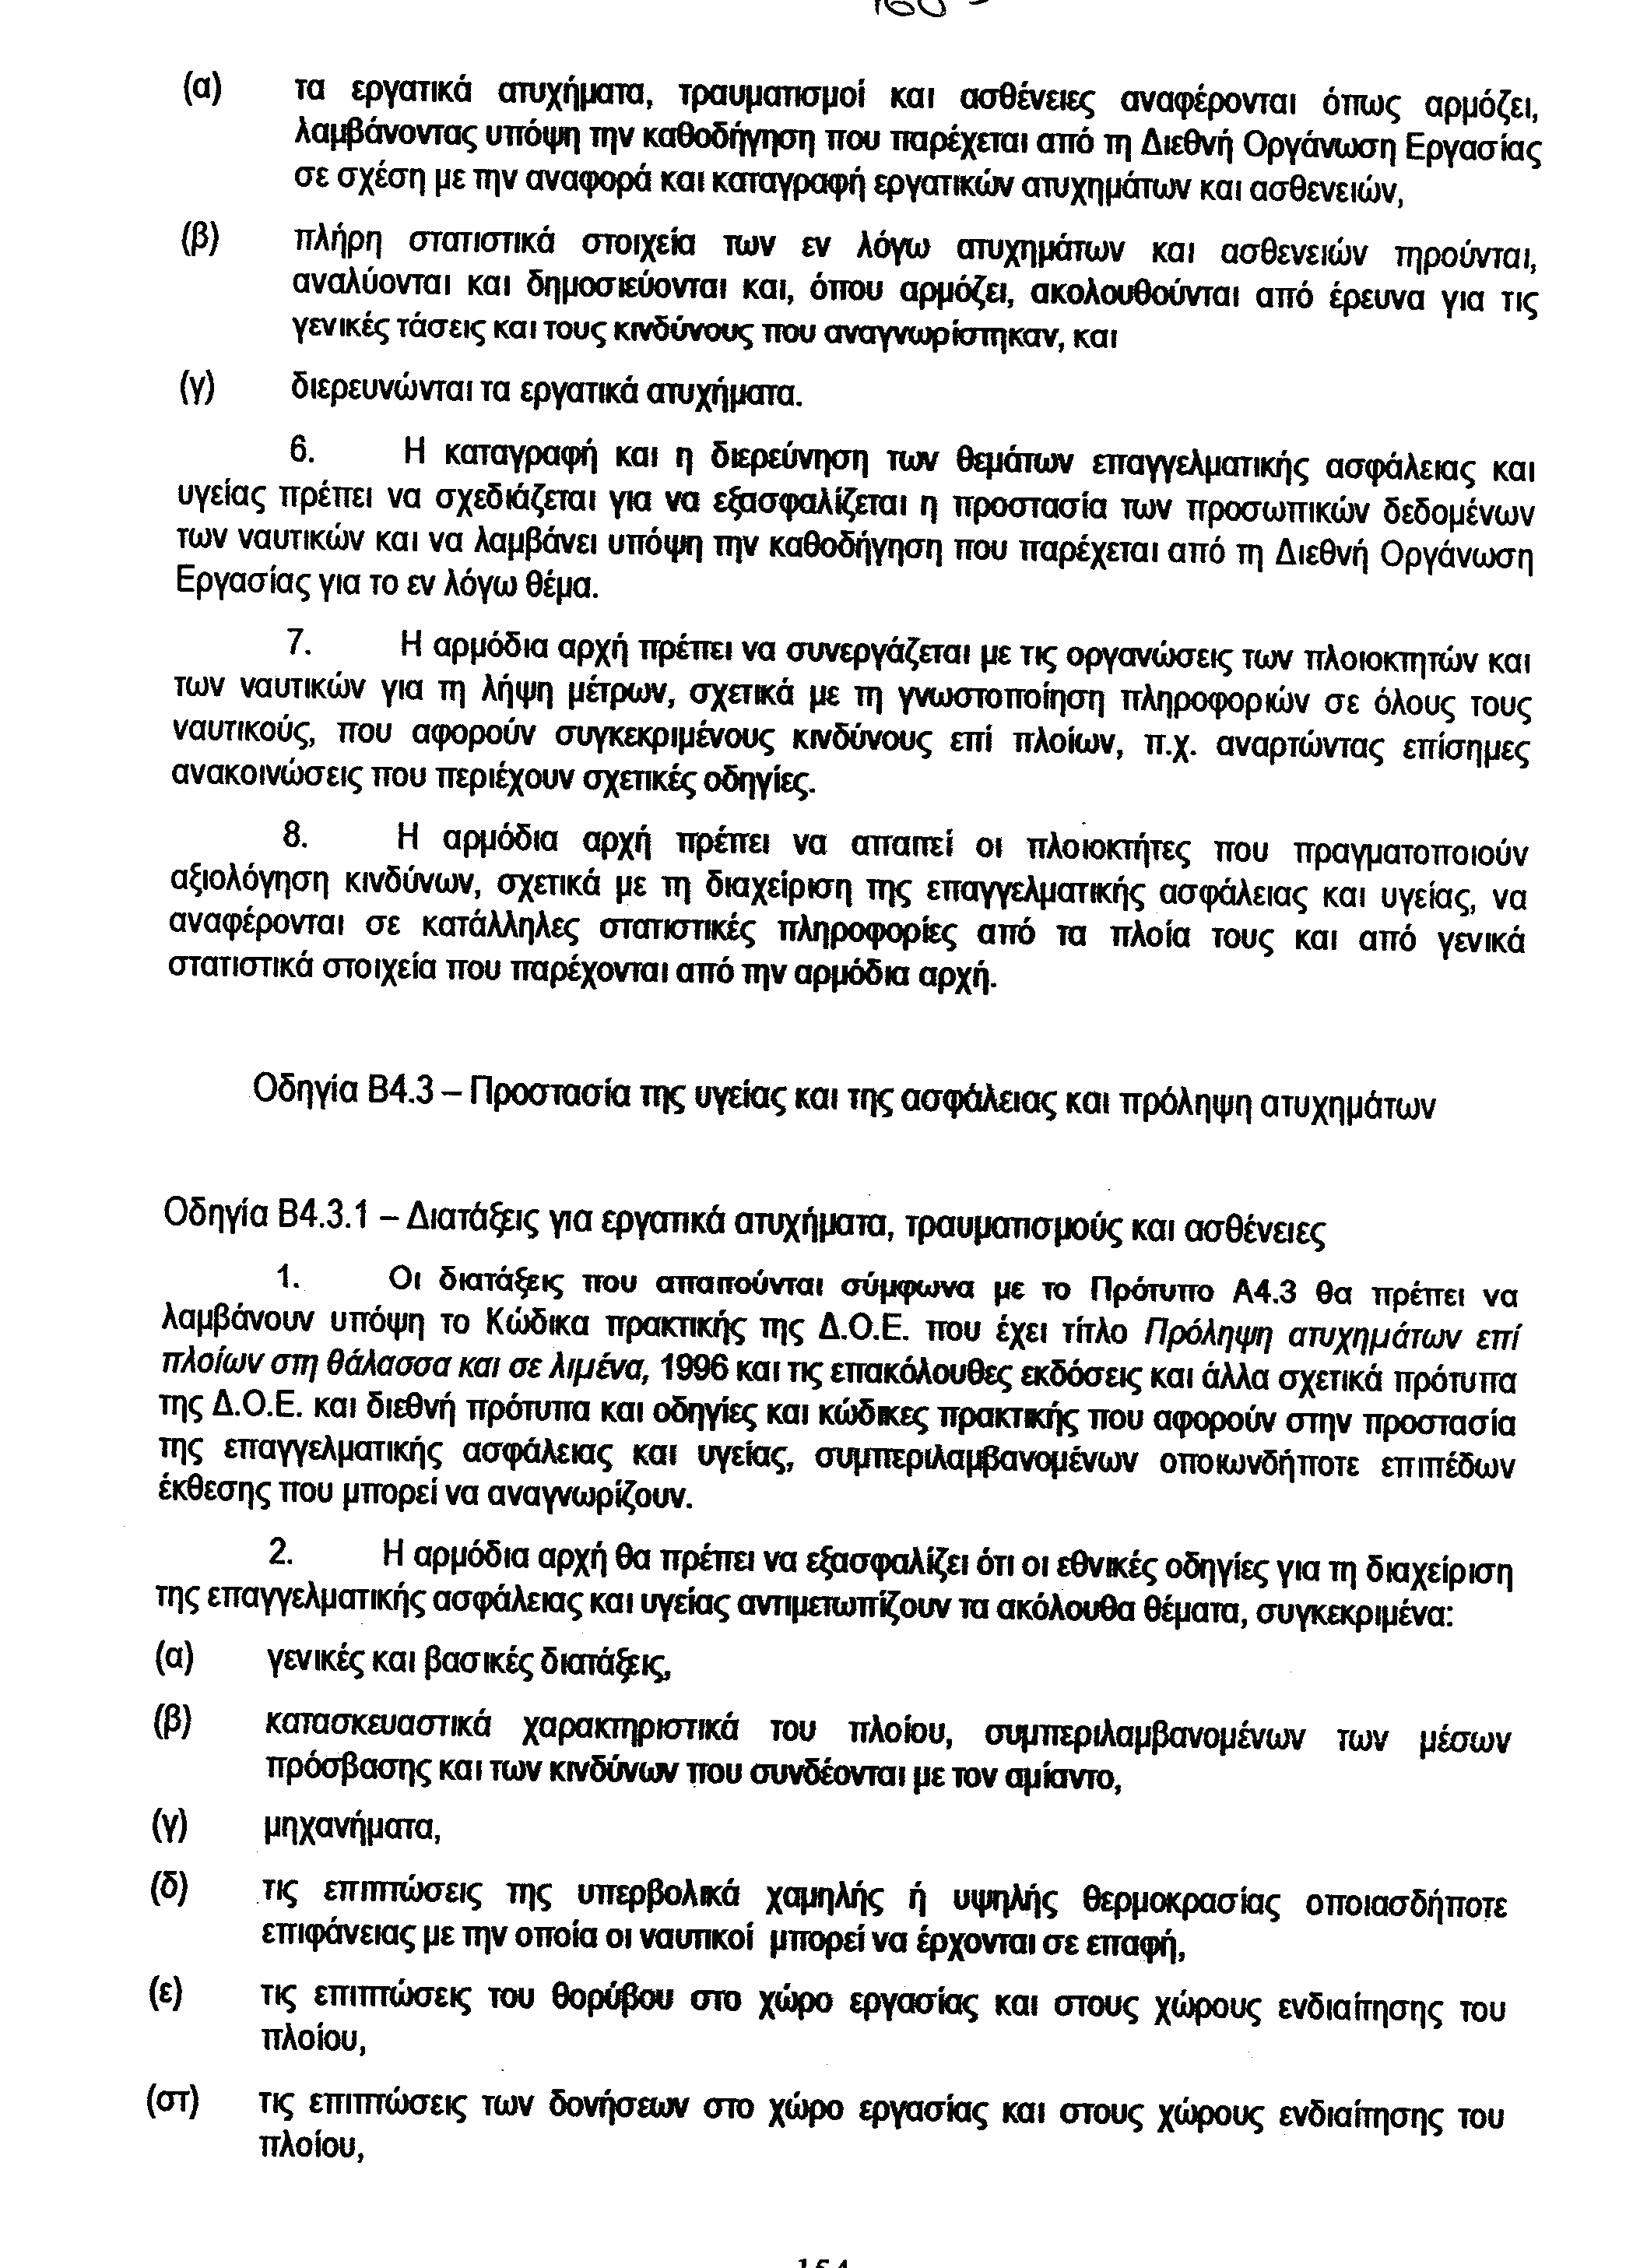 (α) τα εργατικά ατυχήματα, τραυματισμοί και ασθένειες αναφέρονται όπως αρμόζει,
λαμβάνοντας υπόψη την καθοδήγηση που παρέχεται από τη Διεθνή Οργάνωση Εργασίας
σε σχέση με την αναφορά και καταγραφή εργατικών ατυχημάτων και ασθενειών,
(β) πλήρη στατιστικά στοιχεία των εν λόγω ατυχημάτων και ασθενειών τηρούνται,
αναλύονται και δημοσιεύονται και, όπου αρμόζει, ακολουθούνται από έρευνα για τις
γενικές τάσεις και τους κινδύνους που αναγνωρίστηκαν, και
(γ) διερευνώνται τα εργατικά ατυχήματα.
6. Η καταγραφή και η διερεύνηση των θεμάτων επαγγελματικής ασφάλειας και
υγείας πρέπει να σχεδιάζεται για να εξασφαλίζεται η προστασία των προσωπικών δεδομένων
των ναυτικών και να λαμβάνει υπόψη την καθοδήγηση που παρέχεται από τη Διεθνή Οργάνωση
Εργασίας για το εν λόγω θέμα.
7. Η αρμόδια αρχή πρέπει να συνεργάζεται με τις οργανώσεις των πλοιοκτητών και
των ναυτικών για τη λήψη μέτρων, σχετικά με τη γνωστοποίηση πληροφοριών σε όλους τους
ναυτικούς, που αφορούν συγκεκριμένους κινδύνους επί πλοίων, π.χ. αναρτώντας επίσημες
ανακοινώσεις που περιέχουν σχετικές οδηγίες.
8. Η αρμόδια αρχή πρέπει να απαιτεί οι πλοιοκτήτες που πραγματοποιούν
αξιολόγηση κινδύνων, σχετικά με τη διαχείριση της επαγγελματικής ασφάλειας και υγείας, να
αναφέρονται σε κατάλληλες στατιστικές πληροφορίες από τα πλοία τους και από γενικά
στατιστικά στοιχεία που παρέχονται από την αρμόδια αρχή.
Οδηγία Β4.3 – Προστασία της υγείας και της ασφάλειας και πρόληψη ατυχημάτων
Οδηγία Β4.3.1 – Διατάξεις για εργατικά ατυχήματα, τραυματισμούς και ασθένειες
1. Οι διατάξεις που απαιτούνται σύμφωνα με το Πρότυπο Α4.3 θα πρέπει να
λαμβάνουν υπόψη το Κώδικα πρακτικής της Δ.Ο.Ε. που έχει τίτλο Πρόληψη ατυχημάτων επί
πλοίων στη θάλασσα και σε λιμένα, 1996 και τις επακόλουθες εκδόσεις και άλλα σχετικά πρότυπα
της Δ.Ο.Ε. και διεθνή πρότυπα και οδηγίες και κώδικες πρακτικής που αφορούν στην προστασία
της επαγγελματικής ασφάλειας και υγείας, συμπεριλαμβανομένων οποιωνδήποτε επιπέδων
έκθεσης που μπορεί να αναγνωρίζουν.
2. Η αρμόδια αρχή θα πρέπει να εξασφαλίζει ότι οι εθνικές οδηγίες για τη διαχείριση
της επαγγελματικής ασφάλειας και υγείας αντιμετωπίζουν τα ακόλουθα θέματα, συγκεκριμένα:
(α) γενικές και βασικές διατάξεις,
(β) κατασκευαστικά χαρακτηριστικά του πλοίου, συμπεριλαμβανομένων των μέσων
πρόσβασης και των κινδύνων που συνδέονται με τον αμίαντο,
(γ) μηχανήματα,
(δ) τις επιπτώσεις της υπερβολικά χαμηλής ή υψηλής θερμοκρασίας οποιασδήποτε
επιφάνειας με την οποία οι ναυτικοί μπορεί να έρχονται σε επαφή,
(ε) τις επιπτώσεις του θορύβου στο χώρο εργασίας και στους χώρους ενδιαίτησης του
πλοίου,
(στ) τις επιπτώσεις των δονήσεων στο χώρο εργασίας και στους χώρους ενδιαίτησης του
πλοίου,